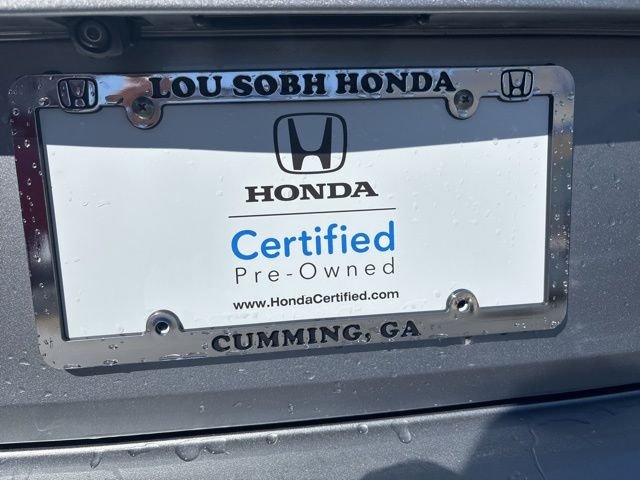 LOU SOBH HONDA
HONDA
Certified
Pre-Owned
www.HondaCertified.com
CUMMING, GA